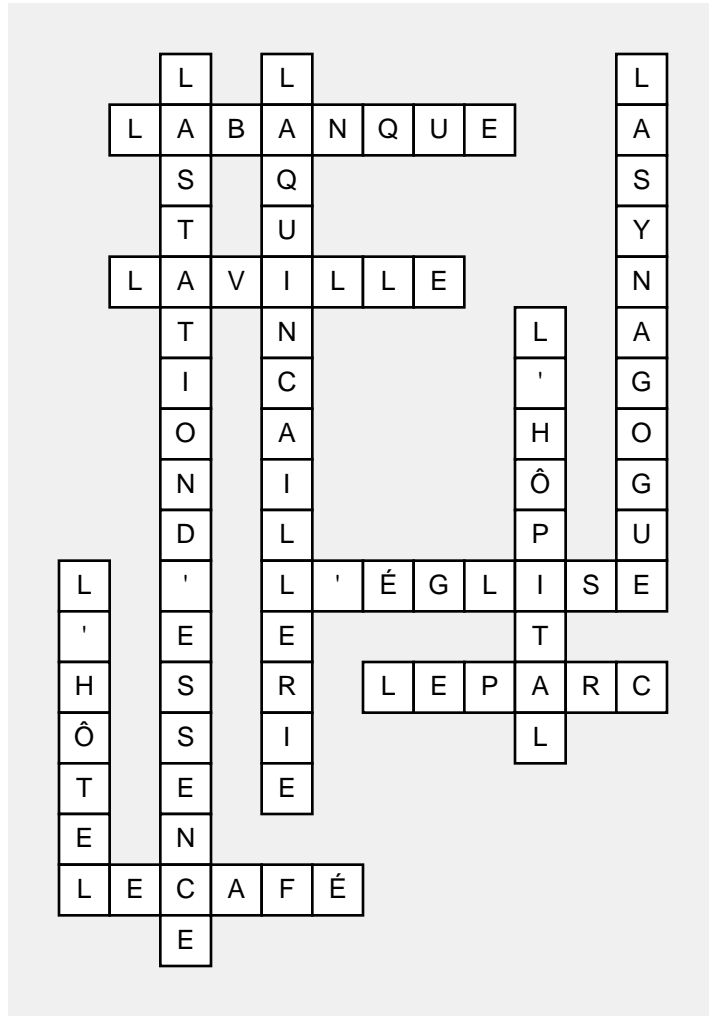 LASTATIOND'ESSENCE
LAQUINCAILLERIE
LASYNAGOGUE
LABANQUE
LAVILLE
L'HÔPITAL
L'HÔTEL
L'ÉGLISE
LEPARC
LECAFÉ